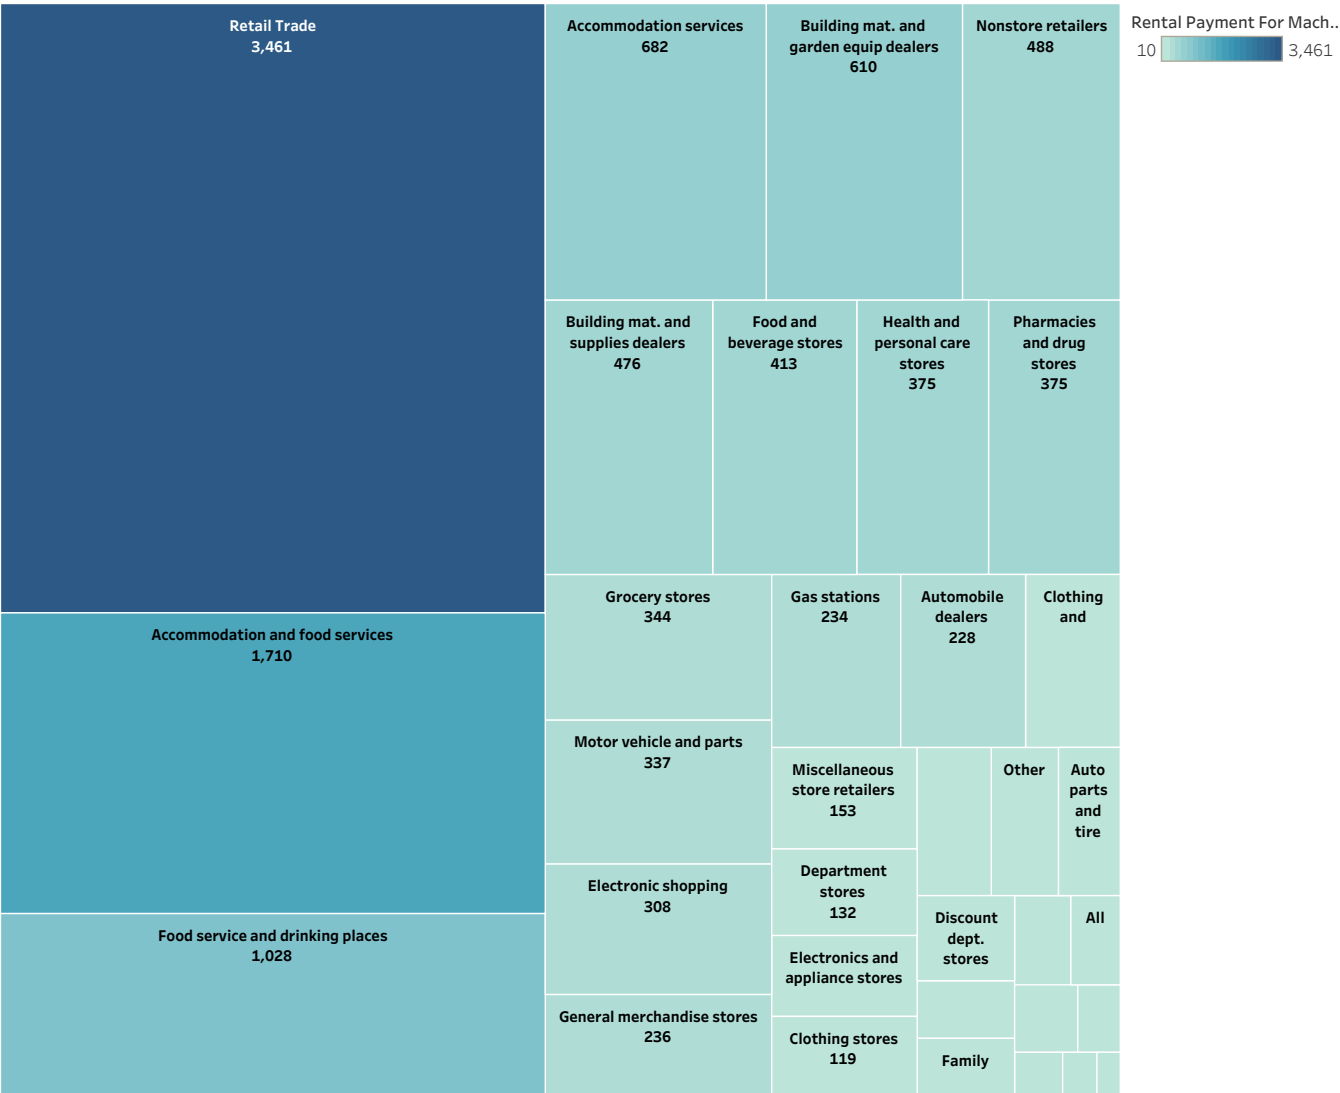 Retail Trade
3,461
Accommodation and food services
1,710
Food service and drinking places
1,028
Accommodation services
682
Building mat. and
garden equip dealers
610
Nonstore retailers
488
Building mat. and
supplies dealers
476
Food and
beverage stores
413
Health and
personal care
stores
375
Pharmacies
and drug
stores
375
Grocery stores
344
Motor vehicle and parts
337
Electronic shopping
308
General merchandise stores
236
Gas stations
234
Automobile
dealers
228
Clothing
and
Miscellaneous
store retailers
153
Department
stores
132
Electronics and
appliance stores
Clothing stores
119
Other
Auto
parts
and
tire
Discount
dept.
stores
All
Family
Rental Payment For Mach..
10
3,461